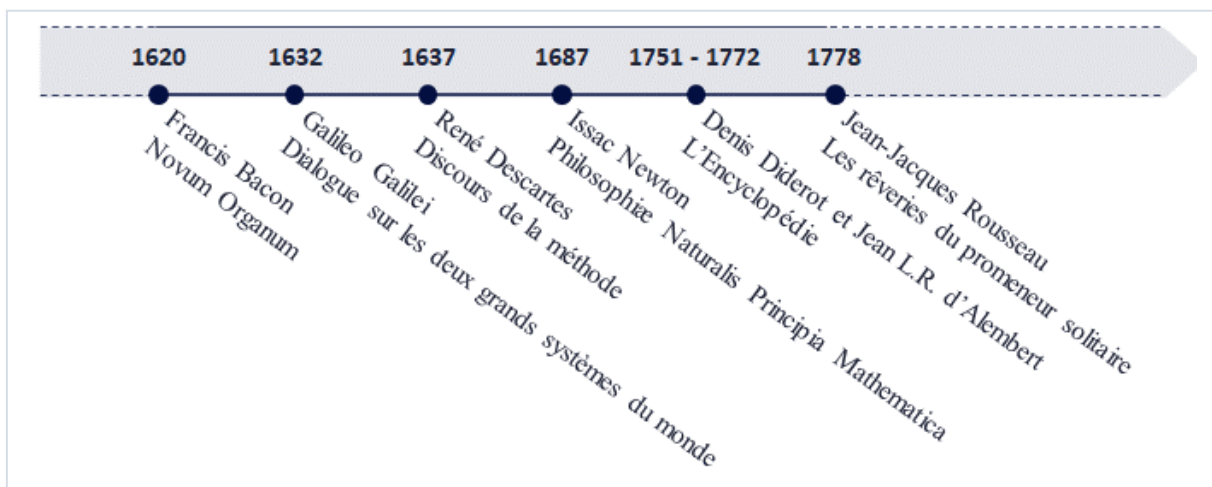 1620
1632
1637
1687
1751 - 1772
1778
Francis Bacon
Novum Organum
Galileo Galilei
Dialogue sur les deux grands systèmes du monde
René Descartes
Discours de la méthode
Issac Newton
Philosophiæ Naturalis Principia Mathematica
Denis Diderot et Jean L.R. d’Alembert
L’Encyclopédie
Jean-Jacques Rousseau
Les rêveries du promeneur solitaire